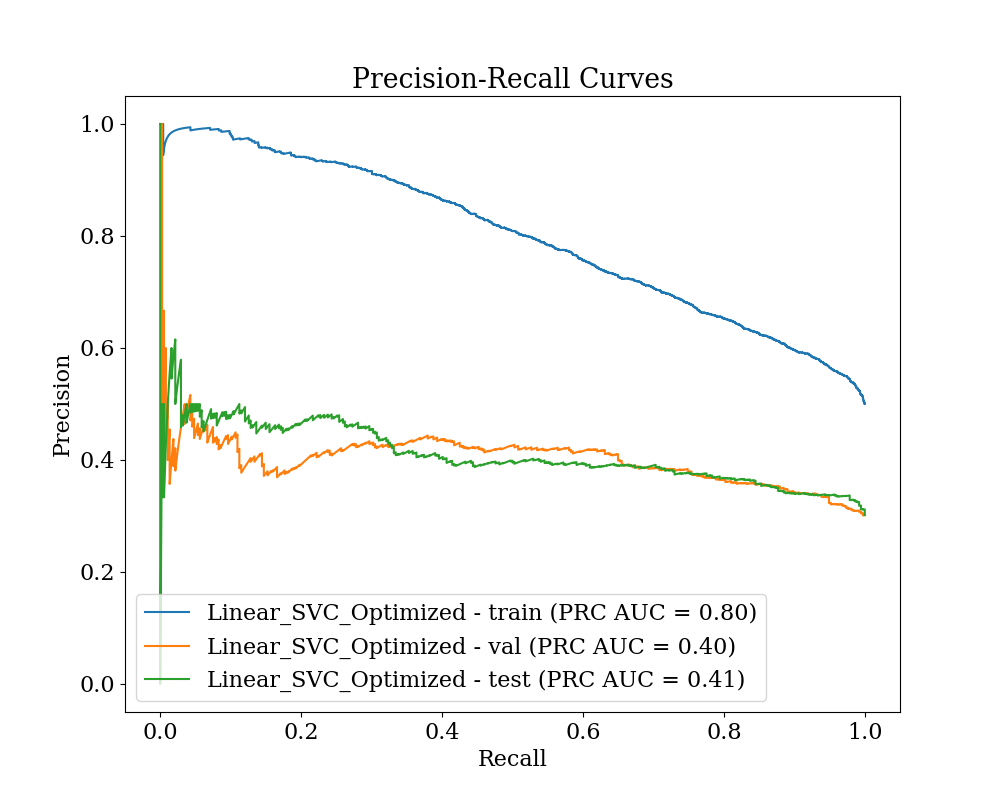 Precision-Recall Curves
1.0
0.8
0.6
0.4
0.2
0.0
Precision
Linear_SVC_Optimized - train (PRC AUC = 0.80)
Linear_SVC_Optimized - val (PRC AUC = 0.40)
Linear_SVC_Optimized - test (PRC AUC = 0.41)
0.0 0.2 0.4 0.6 0.8 1.0
Recall